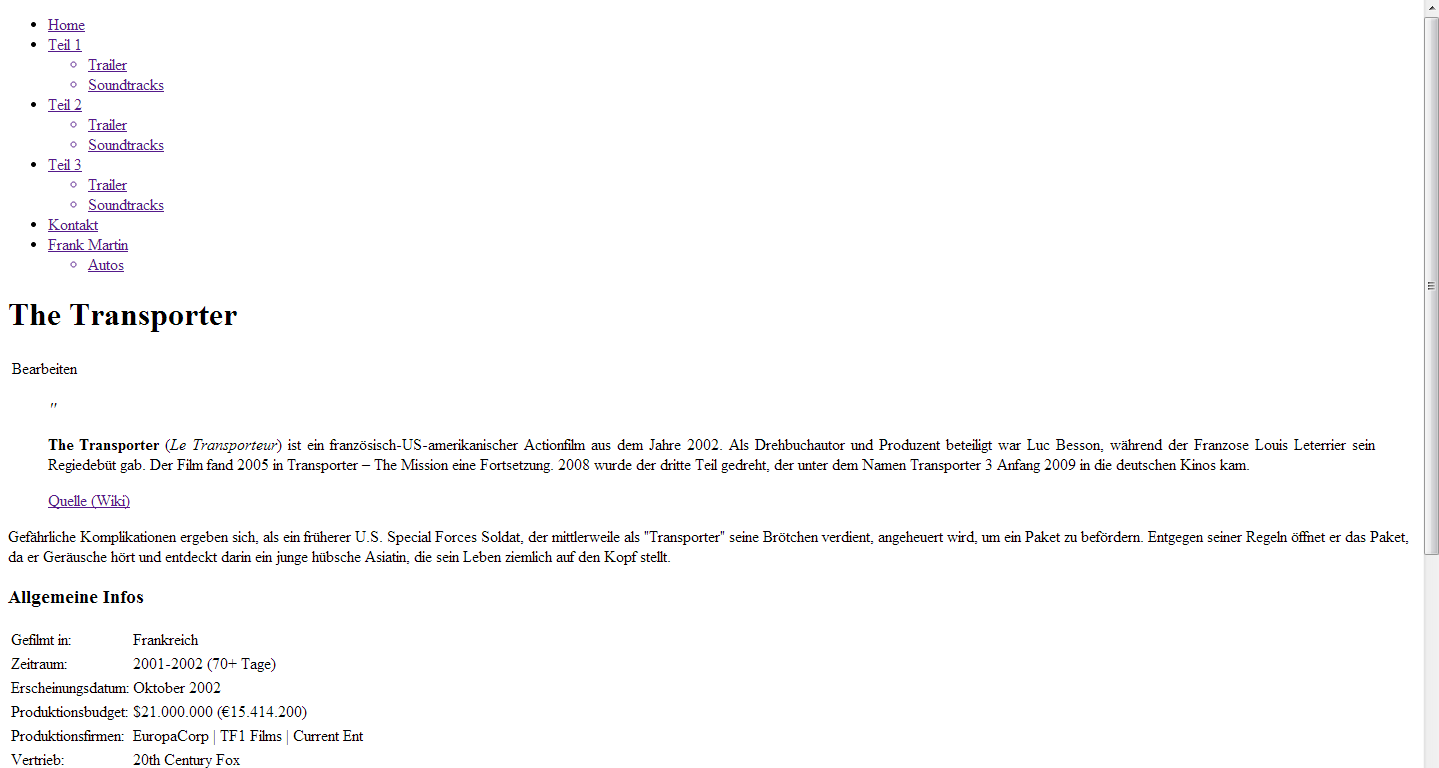 Home
Teil 1
Trailer
Soundtracks
Teil 2
Trailer
Soundtracks
Teil 3
Trailer
Soundtracks
Kontakt
Frank Martin
Autos
The Transporter
Bearbeiten
"
The Transporter (Le Transporteur) ist ein französisch-US-amerikanischer Actionfilm aus dem Jahre 2002. Als Drehbuchautor und Produzent beteiligt war Luc Besson, während der Franzose Louis Leterrier sein
Regiedebüt gab. Der Film fand 2005 in Transporter – The Mission eine Fortsetzung. 2008 wurde der dritte Teil gedreht, der unter dem Namen Transporter 3 Anfang 2009 in die deutschen Kinos kam.
Quelle (Wiki)
Gefährliche Komplikationen ergeben sich, als ein früherer U.S. Special Forces Soldat, der mittlerweile als "Transporter" seine Brötchen verdient, angeheuert wird, um ein Paket zu befördern. Entgegen seiner Regeln öffnet er das Paket,
da er Geräusche hört und entdeckt darin ein junge hübsche Asiatin, die sein Leben ziemlich auf den Kopf stellt.
Allgemeine Infos
Gefilmt in: Frankreich
Zeitraum: 2001-2002 (70+ Tage)
Erscheinungsdatum: Oktober 2002
Produktionsbudget: $21.000.000 (€15.414.200)
Produktionsfirmen: EuropaCorp | TF1 Films | Current Ent
Vertrieb: 20th Century Fox